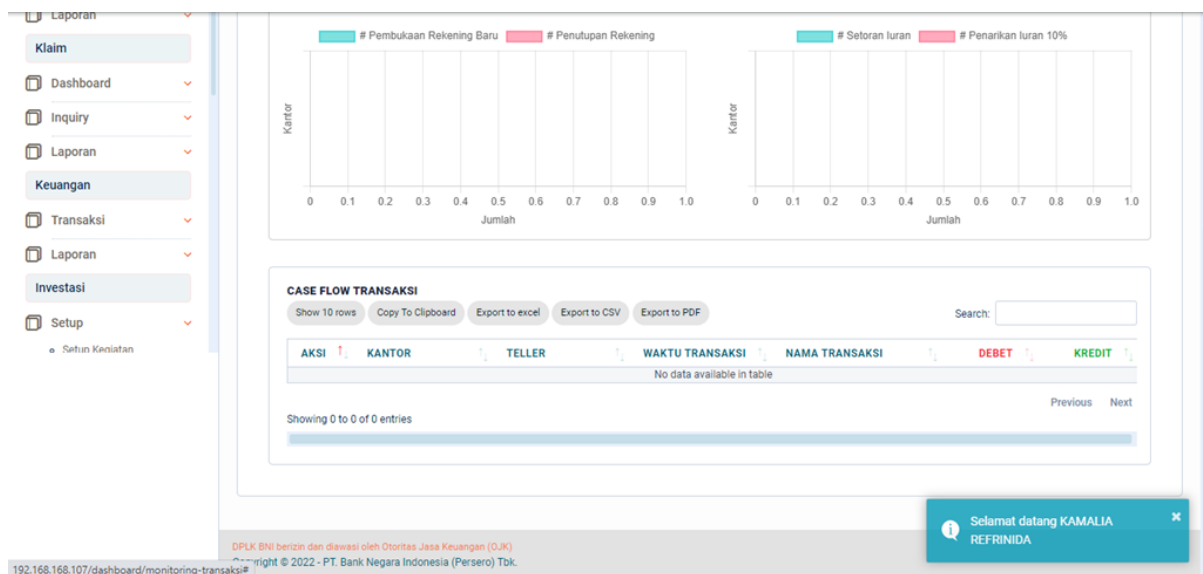 Laporan
Klaim
Dashboard
Inquiry
Laporan
Keuangan
Transaksi
Laporan
Investasi
Setup
Setup Kegiatan
# Pembukaan Rekening Baru # Penutupan Rekening
Kantor
0 0.1 0.2 0.3 0.4 0.5 0.6 0.7 0.8 0.9 1.0
Jumlah
# Setoran Iuran # Penarikan Iuran 10%
Kantor
0 0.1 0.2 0.3 0.4 0.5 0.6 0.7 0.8 0.9 1.0
Jumlah
CASE FLOW TRANSAKSI
Show 10 rows Copy To Clipboard Export to excel Export to CSV Export to PDF Search:
AKSI KANTOR TELLER WAKTU TRANSAKSI NAMA TRANSAKSI DEBET KREDIT
No data available in table
Previous Next
Showing 0 to 0 of 0 entries
Selamat datang KAMALIA
REFRINIDA
DPLK BNI berizin dan diawasi oleh Otoritas Jasa Keuangan (OJK)
Copyright © 2022 - PT. Bank Negara Indonesia (Persero) Tbk.
192.168.168.107/dashboard/monitoring-transaksi#